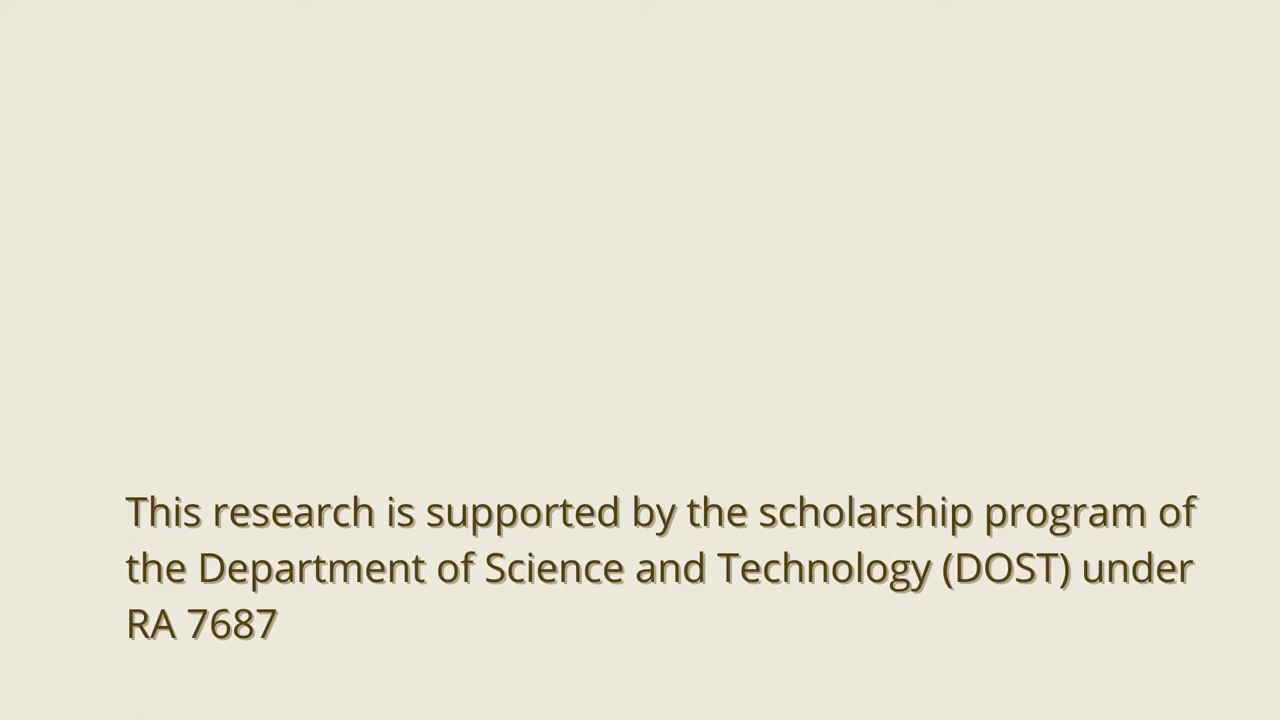 This research is supported by the scholarship program of
the Department of Science and Technology (DOST) under
RA 7687